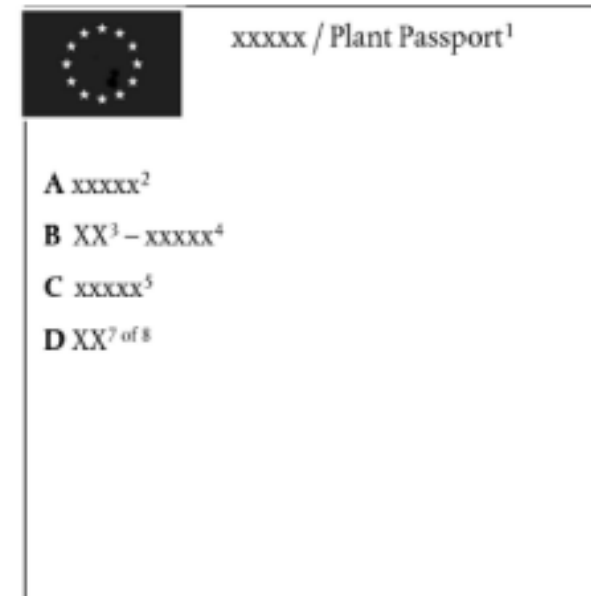 xxxxx / Plant Passport¹
A xxxxx²
B XX³ – xxxxx⁴
C xxxxx⁵
D XX⁷ ᵒᶠ ⁸